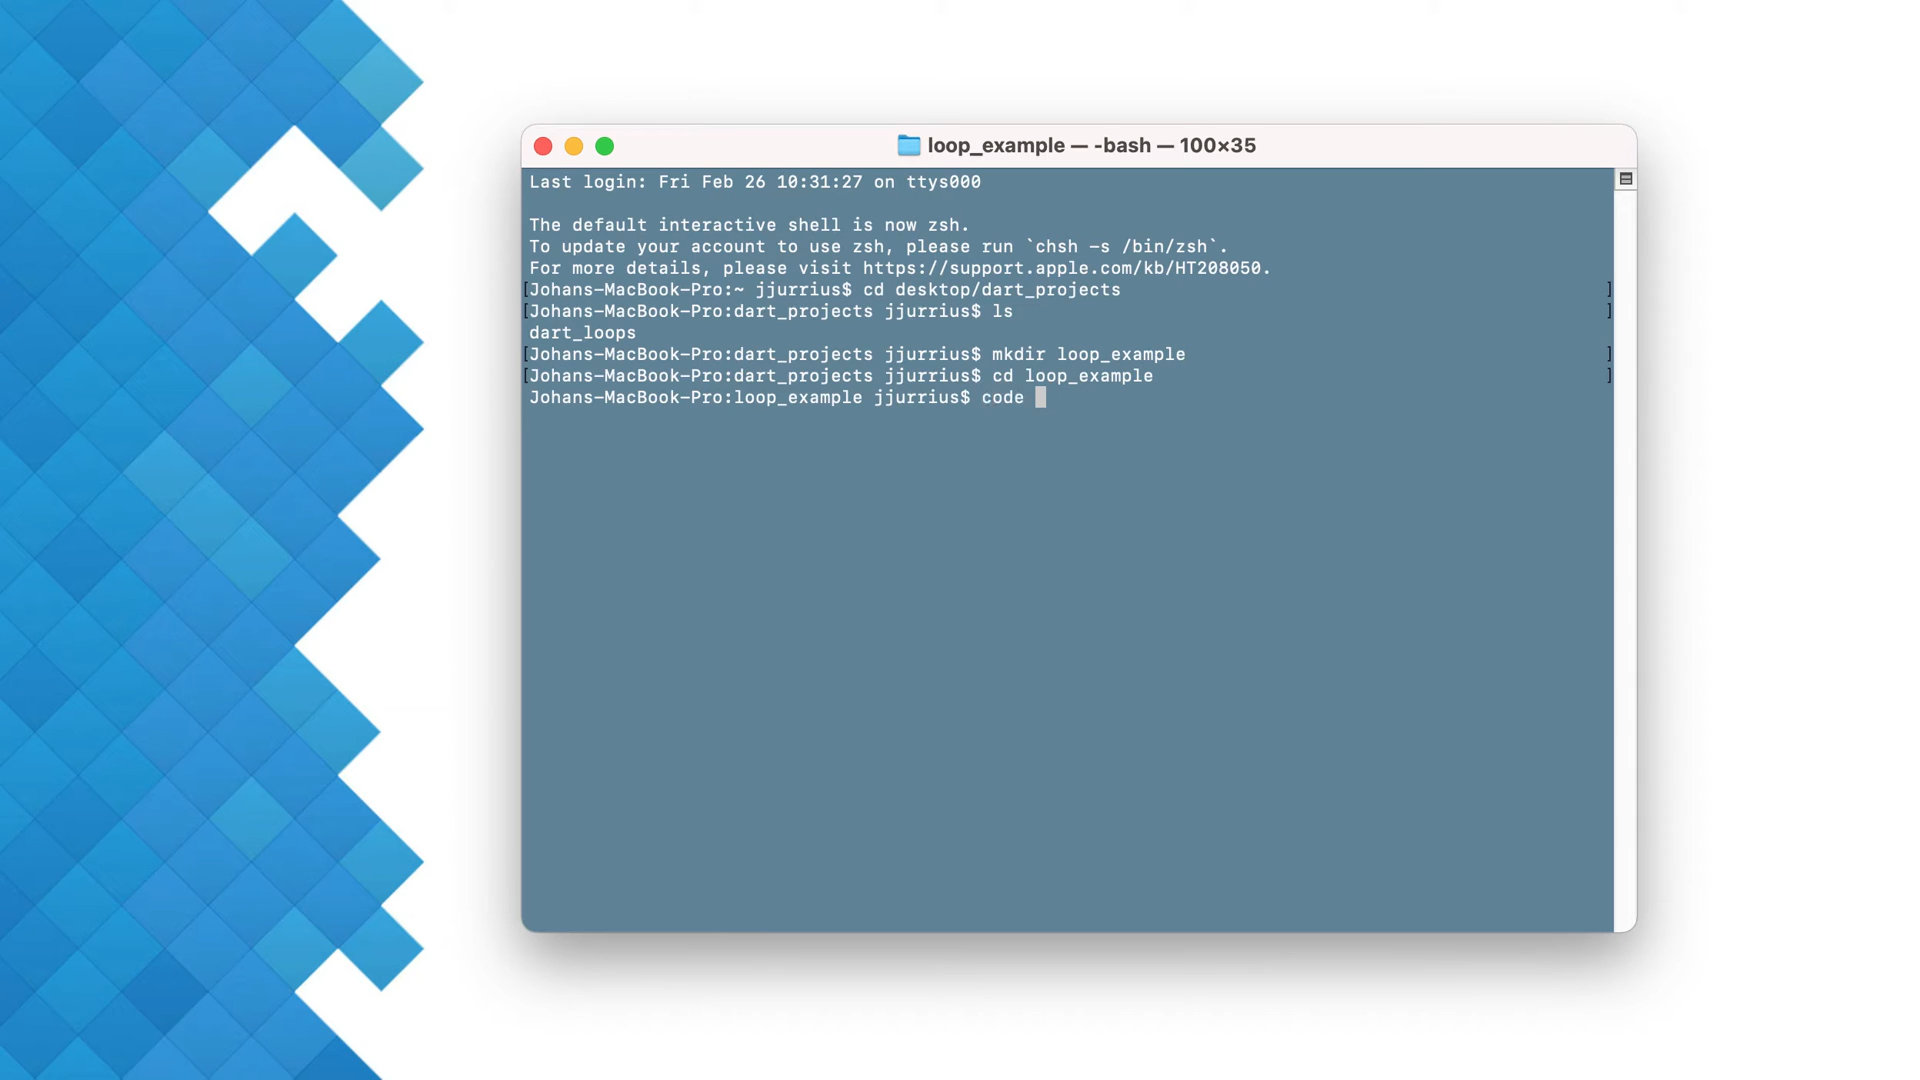 loop_example — -bash — 100×35
Last login: Fri Feb 26 10:31:27 on ttys000
The default interactive shell is now zsh.
To update your account to use zsh, please run `chsh -s /bin/zsh`.
For more details, please visit https://support.apple.com/kb/HT208050.
[Johans-MacBook-Pro:~ jjurrius$ cd desktop/dart_projects ]
[Johans-MacBook-Pro:dart_projects jjurrius$ ls ]
dart_loops
[Johans-MacBook-Pro:dart_projects jjurrius$ mkdir loop_example ]
[Johans-MacBook-Pro:dart_projects jjurrius$ cd loop_example ]
Johans-MacBook-Pro:loop_example jjurrius$ code